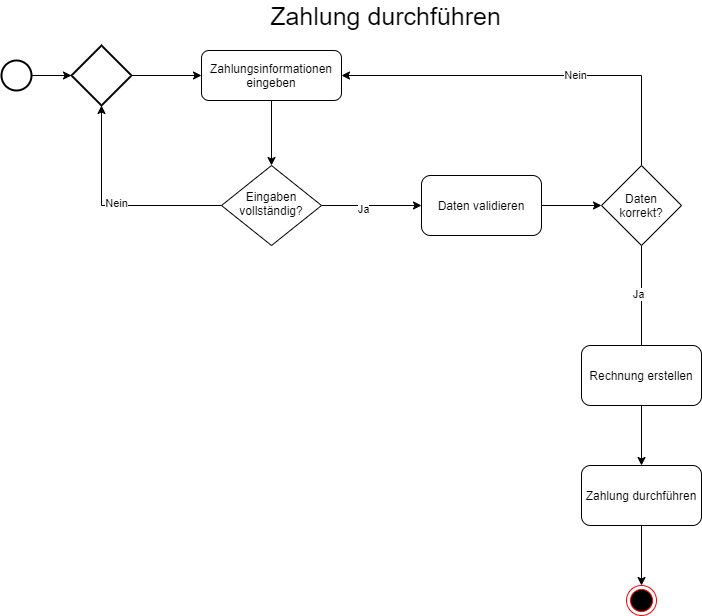 Zahlung durchführen
Zahlungsinformationen
eingeben
Nein
Eingaben
vollständig?
Nein
Ja
Daten validieren
Daten
korrekt?
Ja
Rechnung erstellen
Zahlung durchführen